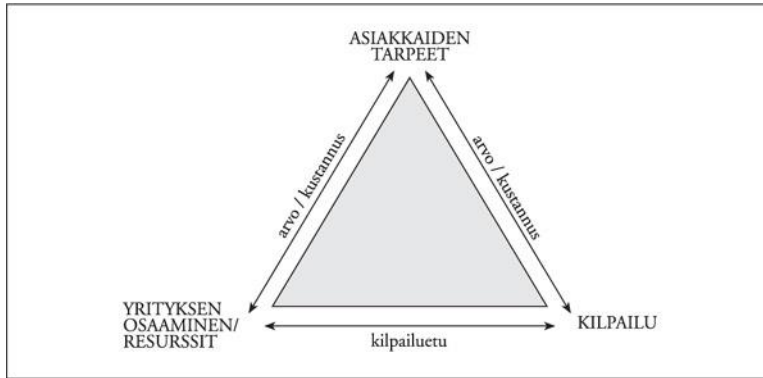 ASIAKKAIDEN
TARPEET
arvo / kustannus
arvo / kustannus
YRITYKSEN
OSAAMINEN/
RESURSSIT
KILPAILU
kilpailuetu